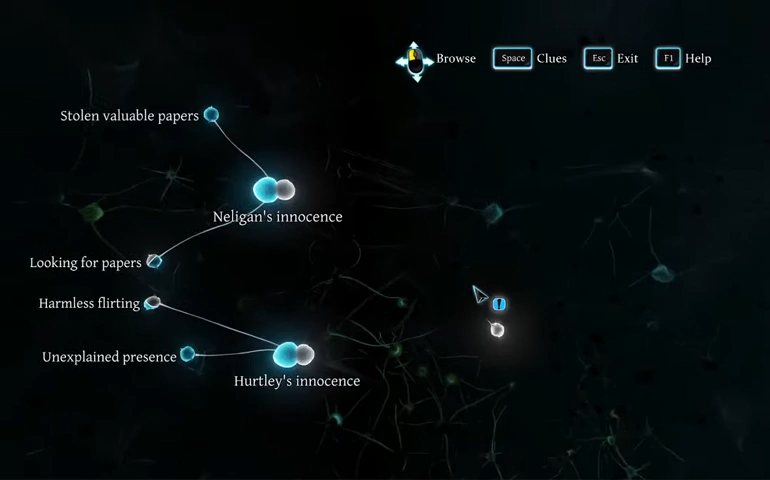 Browse
Space
Clues
Esc
Exit
F1
Help
Stolen valuable papers
Neligan's innocence
Looking for papers
Harmless flirting
!
Unexplained presence
Hurtley's innocence